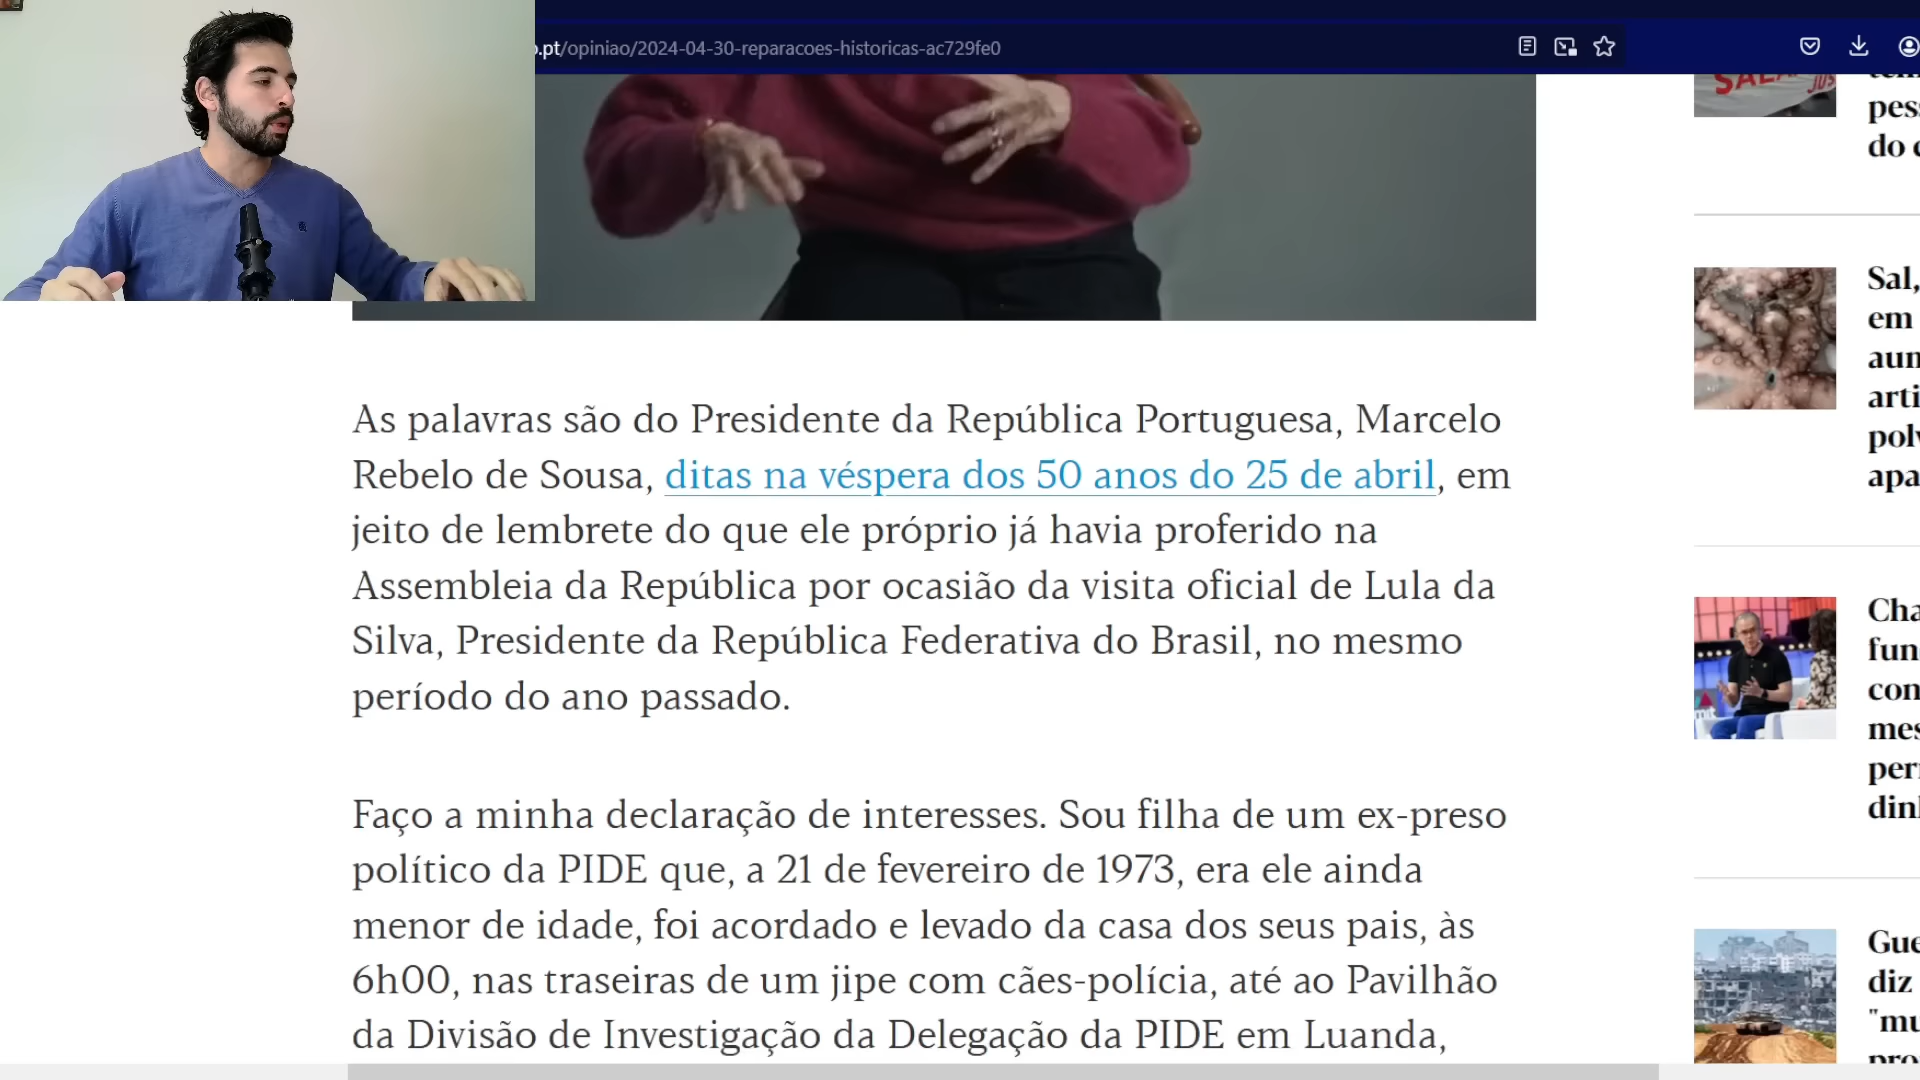 .pt/opiniao/2024-04-30-reparacoes-historicas-ac729fe0
As palavras são do Presidente da República Portuguesa, Marcelo
Rebelo de Sousa, ditas na véspera dos 50 anos do 25 de abril, em
jeito de lembrete do que ele próprio já havia proferido na
Assembleia da República por ocasião da visita oficial de Lula da
Silva, Presidente da República Federativa do Brasil, no mesmo
período do ano passado.
Faço a minha declaração de interesses. Sou filha de um ex-preso
político da PIDE que, a 21 de fevereiro de 1973, era ele ainda
menor de idade, foi acordado e levado da casa dos seus pais, às
6h00, nas traseiras de um jipe com cães-polícia, até ao Pavilhão
da Divisão de Investigação da Delegação da PIDE em Luanda,
do
Sal,
em